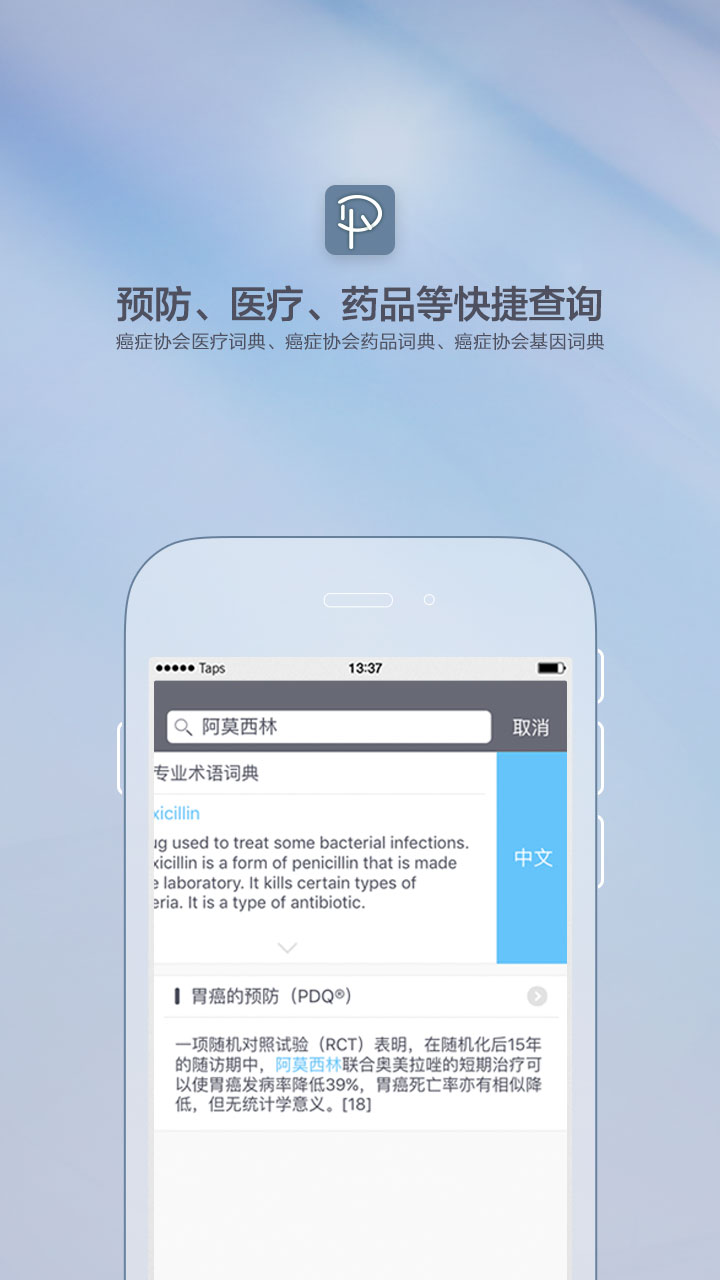 预防、医疗、药品等快捷查询
癌症协会医疗词典、癌症协会药品词典、癌症协会基因词典
Taps 13:37
阿莫西林 取消
专业术语词典
xicillin
ug used to treat some bacterial infections.
xicillin is a form of penicillin that is made
e laboratory. It kills certain types of
eria. It is a type of antibiotic.
中文
胃癌的预防（PDQ®）
一项随机对照试验（RCT）表明，在随机化后15年
的随访期中，阿莫西林联合奥美拉唑的短期治疗可
以使胃癌发病率降低39%，胃癌死亡率亦有相似降
低，但无统计学意义。[18]